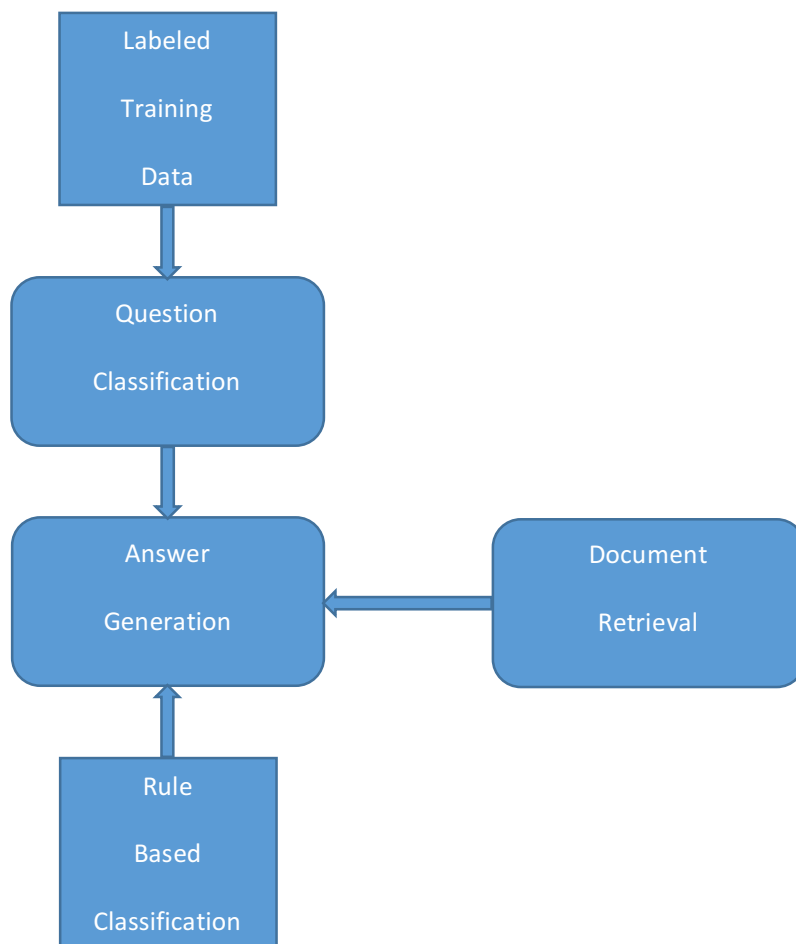 Labeled
Training
Data
Question
Classification
Answer
Generation
Document
Retrieval
Rule
Based
Classification